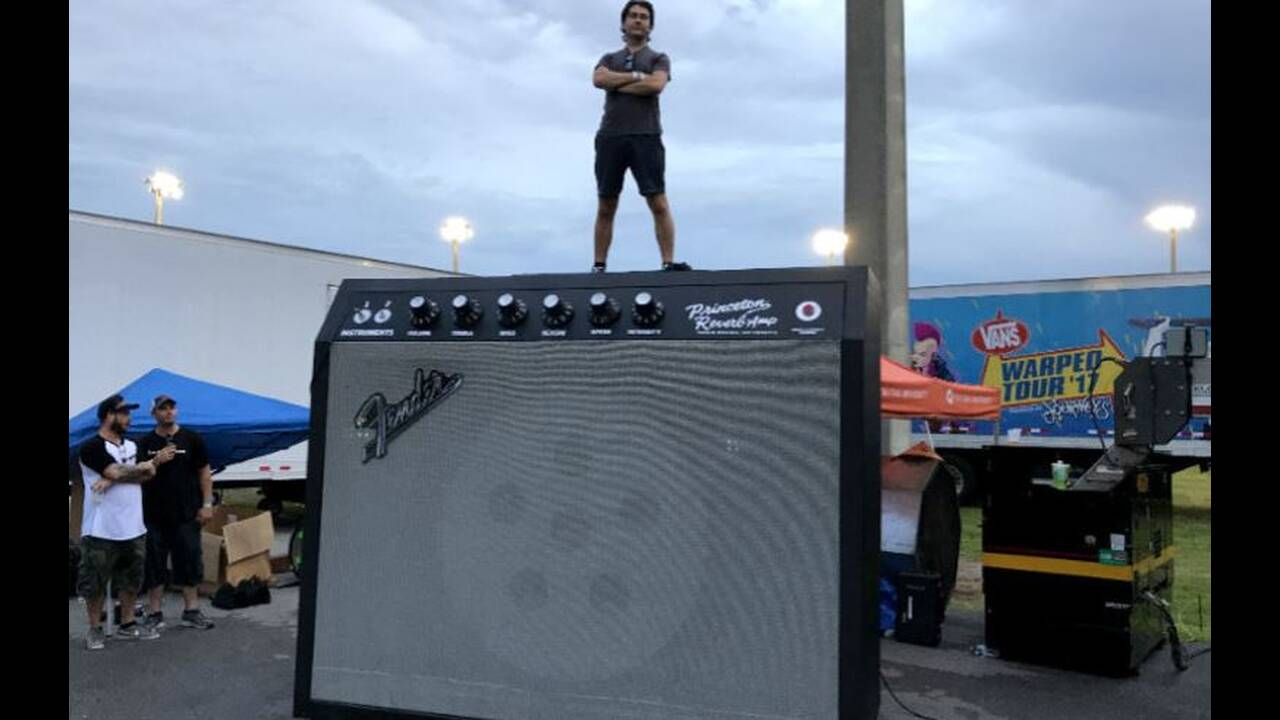 INSTRUMENTS
VOLUME TREBLE BASS REVERB SPEED INTENSITY
Princeton
Reverb-Amp
Fender
VANS
WARPED
TOUR '17